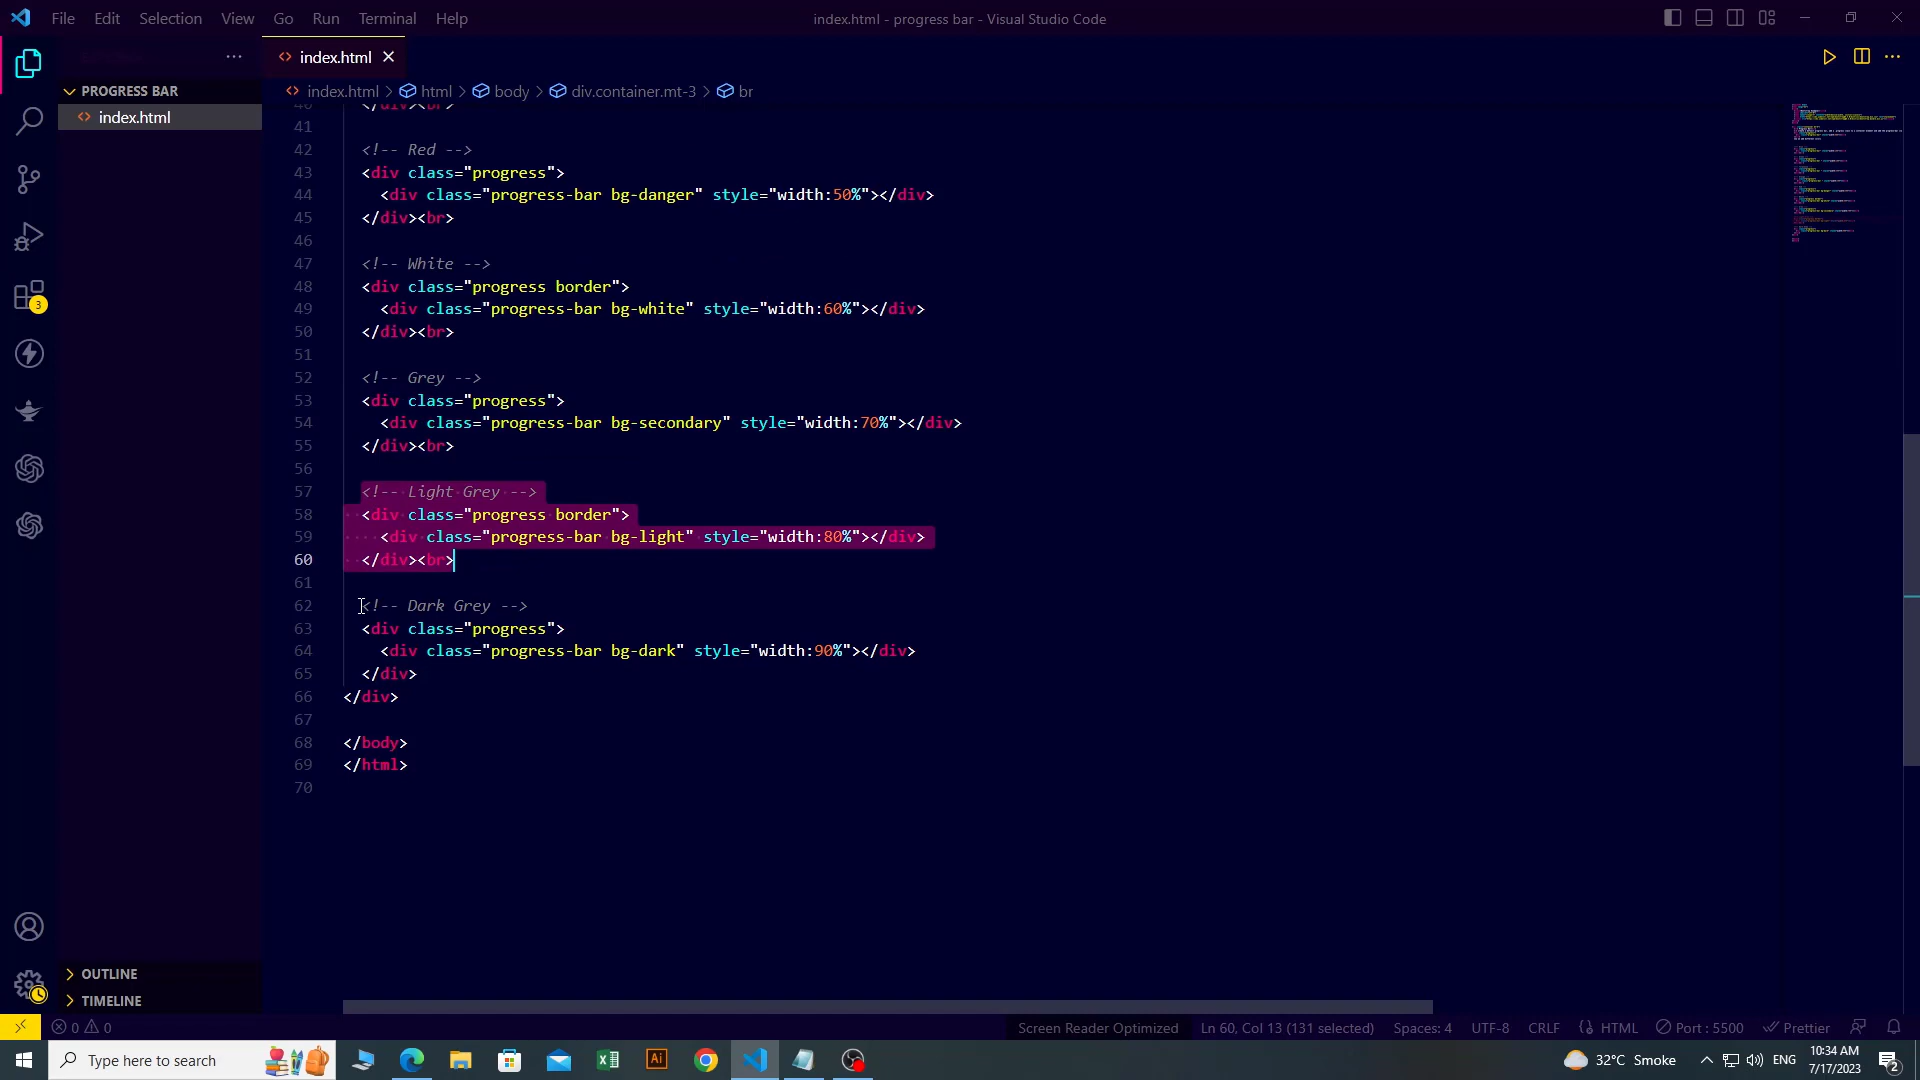 File Edit Selection View Go Run Terminal Help
index.html - progress bar - Visual Studio Code
index.html
PROGRESS BAR
index.html
index.html > html > body > div.container.mt-3 > br
40 </div><br>
41
42 <!-- Red -->
43 <div class="progress">
44 <div class="progress-bar bg-danger" style="width:50%"></div>
45 </div><br>
46
47 <!-- White -->
48 <div class="progress border">
49 <div class="progress-bar bg-white" style="width:60%"></div>
50 </div><br>
51
52 <!-- Grey -->
53 <div class="progress">
54 <div class="progress-bar bg-secondary" style="width:70%"></div>
55 </div><br>
56
57 <!-- Light Grey -->
58 <div class="progress border">
59 <div class="progress-bar bg-light" style="width:80%"></div>
60 </div><br>
61
62 <!-- Dark Grey -->
63 <div class="progress">
64 <div class="progress-bar bg-dark" style="width:90%"></div>
65 </div>
66 </div>
67
68 </body>
69 </html>
70
3
OUTLINE
TIMELINE
0 0
Screen Reader Optimized Ln 60, Col 13 (131 selected) Spaces: 4 UTF-8 CRLF HTML Port : 5500 Prettier
Type here to search
Ai
32°C Smoke
ENG
10:34 AM
7/17/2023
2